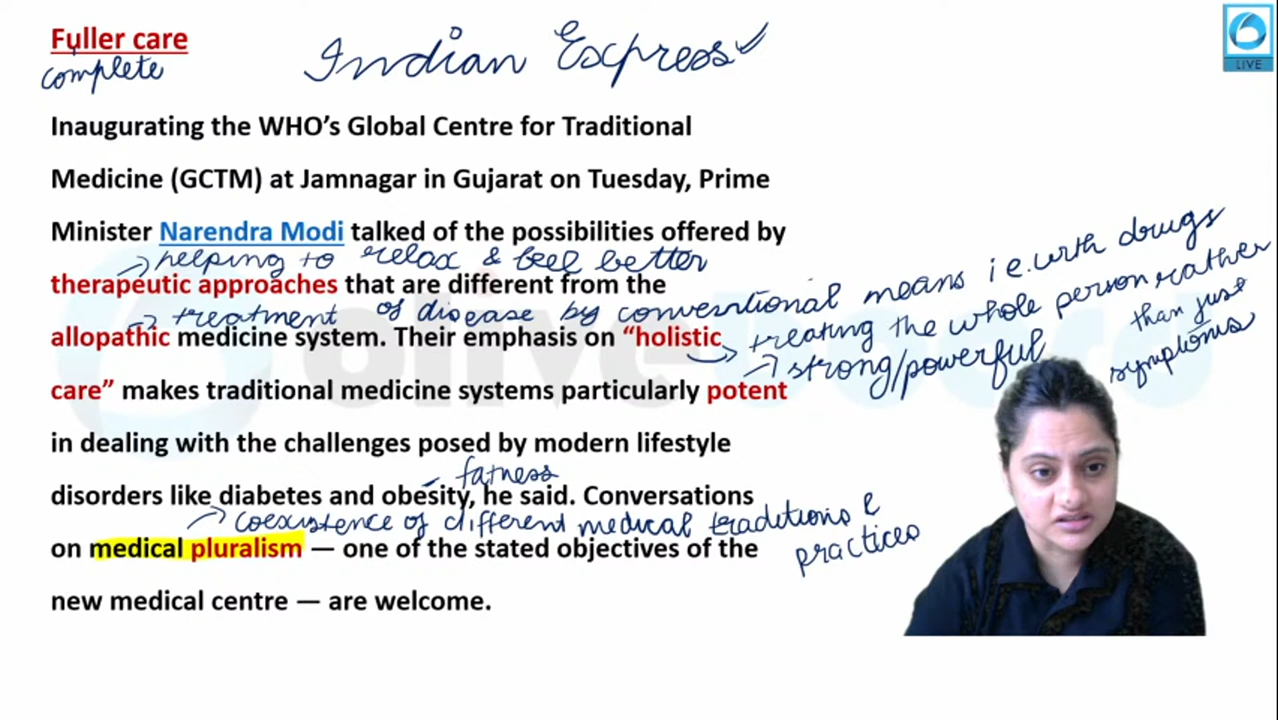 Fuller care
complete
Indian Express
LIVE
Inaugurating the WHO's Global Centre for Traditional
Medicine (GCTM) at Jamnagar in Gujarat on Tuesday, Prime
Minister Narendra Modi talked of the possibilities offered by
helping to relax & feel better
therapeutic approaches that are different from the
treatment of disease by conventional means i.e. with drugs
allopathic medicine system. Their emphasis on “holistic
treating the whole person rather
than just
symptoms
strong/powerful
care” makes traditional medicine systems particularly potent
in dealing with the challenges posed by modern lifestyle
fatness
disorders like diabetes and obesity, he said. Conversations
coexistence of different medical traditions &
practices
on medical pluralism — one of the stated objectives of the
new medical centre — are welcome.